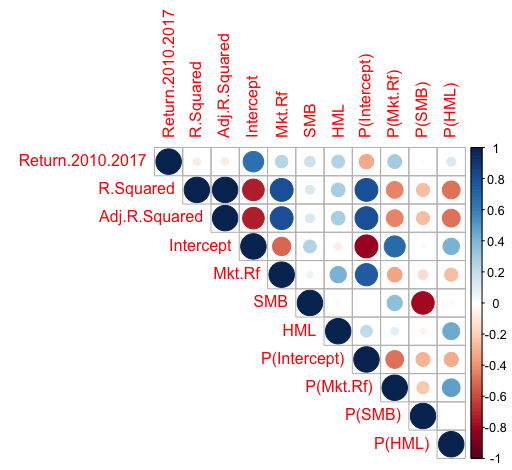 Return.2010.2017
R.Squared
Adj.R.Squared
Intercept
Mkt.Rf
SMB
HML
P(Intercept)
P(Mkt.Rf)
P(SMB)
P(HML)
Return.2010.2017
R.Squared
Adj.R.Squared
Intercept
Mkt.Rf
SMB
HML
P(Intercept)
P(Mkt.Rf)
P(SMB)
P(HML)
1
0.8
0.6
0.4
0.2
0
-0.2
-0.4
-0.6
-0.8
-1